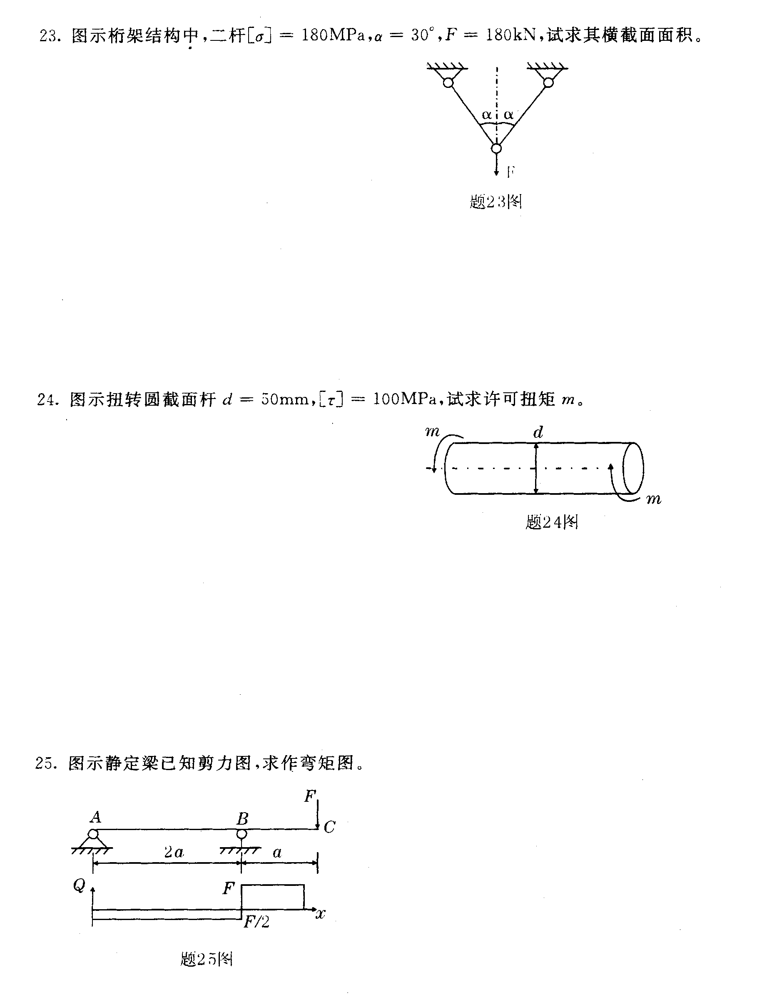 23. 图示桁架结构中,二杆[σ] = 180MPa,α = 30°,F = 180kN,试求其横截面面积。
α α
F
题23图
24. 图示扭转圆截面杆 d = 50mm,[τ] = 100MPa,试求许可扭矩 m。
m d
m
题24图
25. 图示静定梁已知剪力图,求作弯矩图。
F
A B C
2a a
Q F
x
F/2
题25图